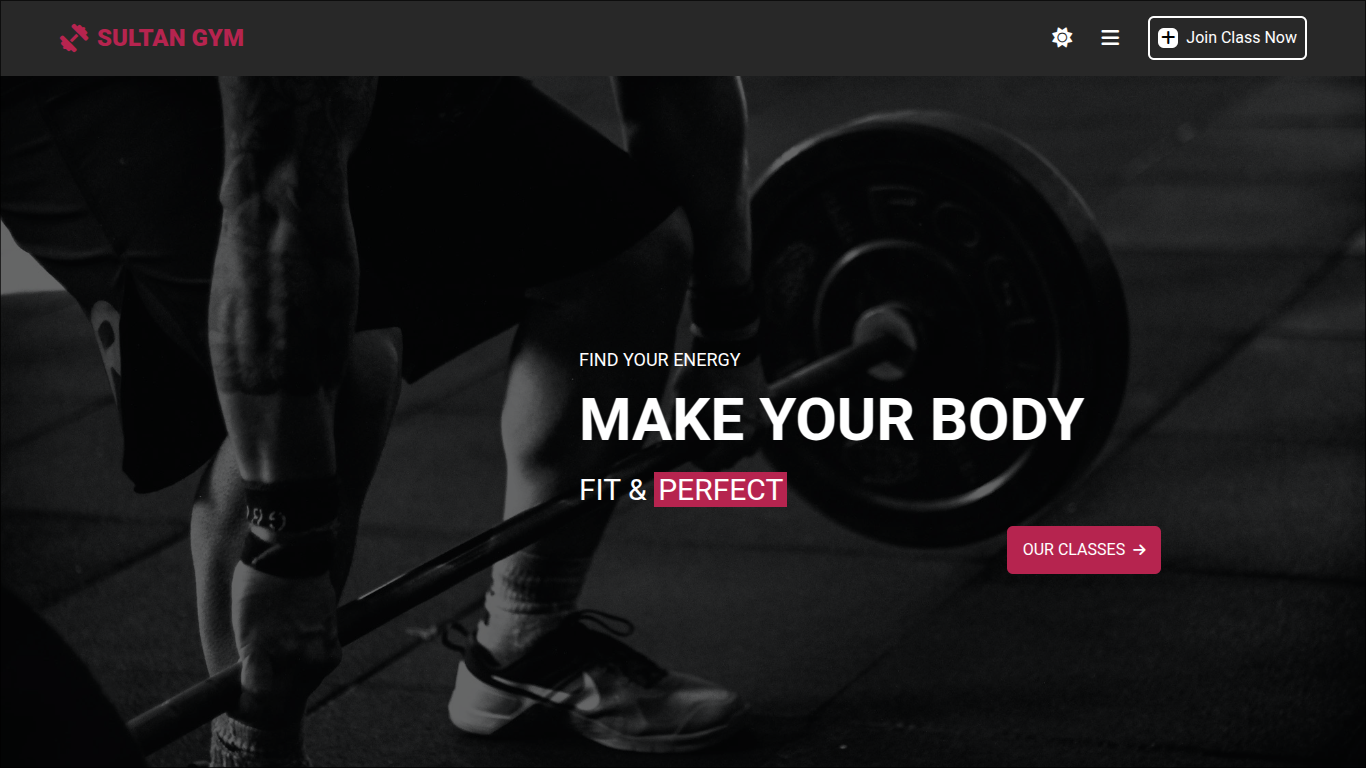 SULTAN GYM
Join Class Now
FIND YOUR ENERGY
MAKE YOUR BODY
FIT & PERFECT
OUR CLASSES